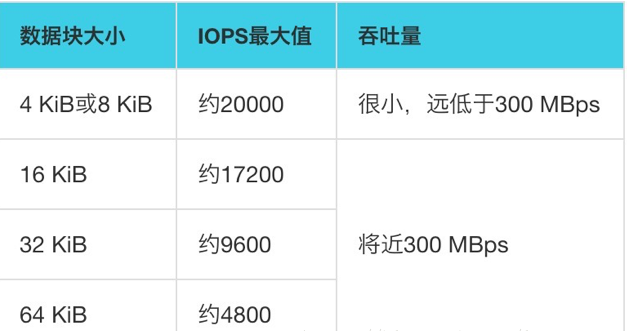 数据块大小 IOPS最大值 吞吐量
4 KiB或8 KiB 约20000 很小，远低于300 MBps
16 KiB 约17200
32 KiB 约9600 将近300 MBps
64 KiB 约4800